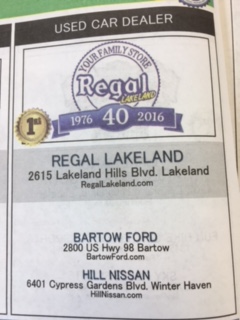 USED CAR DEALER
YOUR FAMILY STORE
Regal
LAKELAND
1st
1976 40 2016
REGAL LAKELAND
2615 Lakeland Hills Blvd. Lakeland
RegalLakeland.com
BARTOW FORD
2800 US Hwy 98 Bartow
BartowFord.com
HILL NISSAN
6401 Cypress Gardens Blvd. Winter Haven
HillNissan.com